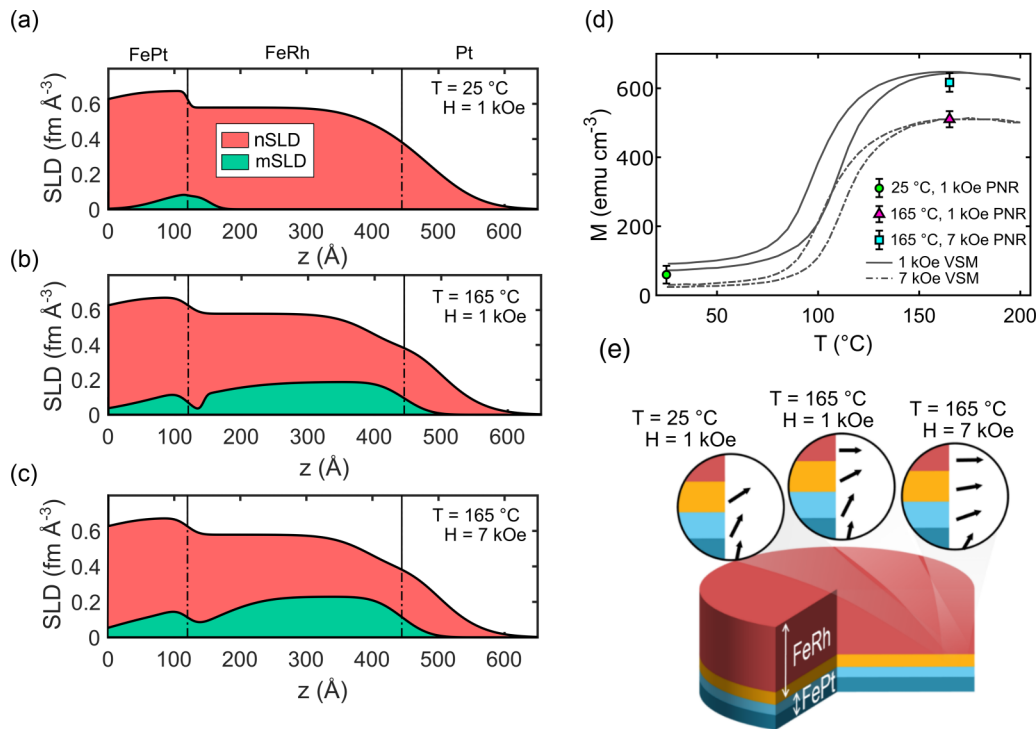 (a)
FePt
FeRh
Pt
SLD (fm Å⁻³)
0.6
0.4
0.2
0
T = 25 °C
H = 1 kOe
nSLD
mSLD
0 100 200 300 400 500 600
z (Å)
(b)
SLD (fm Å⁻³)
0.6
0.4
0.2
0
T = 165 °C
H = 1 kOe
0 100 200 300 400 500 600
z (Å)
(c)
SLD (fm Å⁻³)
0.6
0.4
0.2
0
T = 165 °C
H = 7 kOe
0 100 200 300 400 500 600
z (Å)
(d)
M (emu cm⁻³)
600
400
200
0
25 °C, 1 kOe PNR
165 °C, 1 kOe PNR
165 °C, 7 kOe PNR
1 kOe VSM
7 kOe VSM
50 100 150 200
T (°C)
(e)
T = 25 °C
H = 1 kOe
T = 165 °C
H = 1 kOe
T = 165 °C
H = 7 kOe
FeRh
FePt